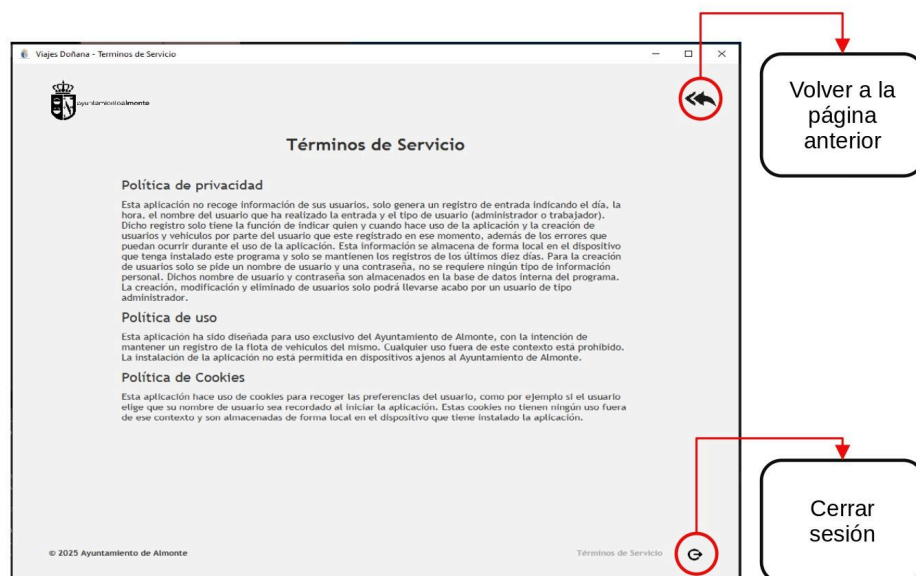 Viajes Doñana - Terminos de Servicio
ayuntamientoalmonte
Volver a la
página
anterior
Términos de Servicio
Política de privacidad
Esta aplicación no recoge información de sus usuarios, solo genera un registro de entrada indicando el día, la
hora, el nombre del usuario que ha realizado la entrada y el tipo de usuario (administrador o trabajador).
Dicho registro solo tiene la función de indicar quien y cuando hace uso de la aplicación y la creación de
usuarios y vehículos por parte del usuario que este registrado en ese momento, además de los errores que
puedan ocurrir durante el uso de la aplicación. Esta información se almacena de forma local en el dispositivo
que tenga instalado este programa y solo se mantienen los registros de los últimos diez días. Para la creación
de usuarios solo se pide un nombre de usuario y una contraseña, no se requiere ningún tipo de información
personal. Dichos nombre de usuario y contraseña son almacenados en la base de datos interna del programa.
La creación, modificación y eliminado de usuarios solo podrá llevarse acabo por un usuario de tipo
administrador.
Política de uso
Esta aplicación ha sido diseñada para uso exclusivo del Ayuntamiento de Almonte, con la intención de
mantener un registro de la flota de vehículos del mismo. Cualquier uso fuera de este contexto está prohibido.
La instalación de la aplicación no está permitida en dispositivos ajenos al Ayuntamiento de Almonte.
Política de Cookies
Esta aplicación hace uso de cookies para recoger las preferencias del usuario, como por ejemplo si el usuario
elige que su nombre de usuario sea recordado al iniciar la aplicación. Estas cookies no tienen ningún uso fuera
de ese contexto y son almacenadas de forma local en el dispositivo que tiene instalado la aplicación.
Cerrar
sesión
© 2025 Ayuntamiento de Almonte
Términos de Servicio